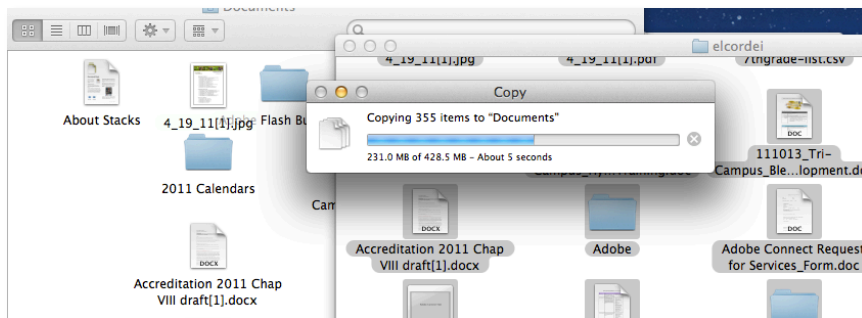 Documents
elcordei
4_19_11[1].jpg
4_19_11[1].pdf
7thgrade-list.csv
Copy
Copying 355 items to "Documents"
231.0 MB of 428.5 MB - About 5 seconds
About Stacks
4_19_11[1].jpg
Flash Bu
2011 Calendars
Cam
DOCX
Accreditation 2011 Chap
VIII draft[1].docx
DOC
111013_Tri-
Campus_Ble...lopment.do
DOCX
Accreditation 2011 Chap
VIII draft[1].docx
Adobe
DOC
Adobe Connect Request
for Services_Form.doc